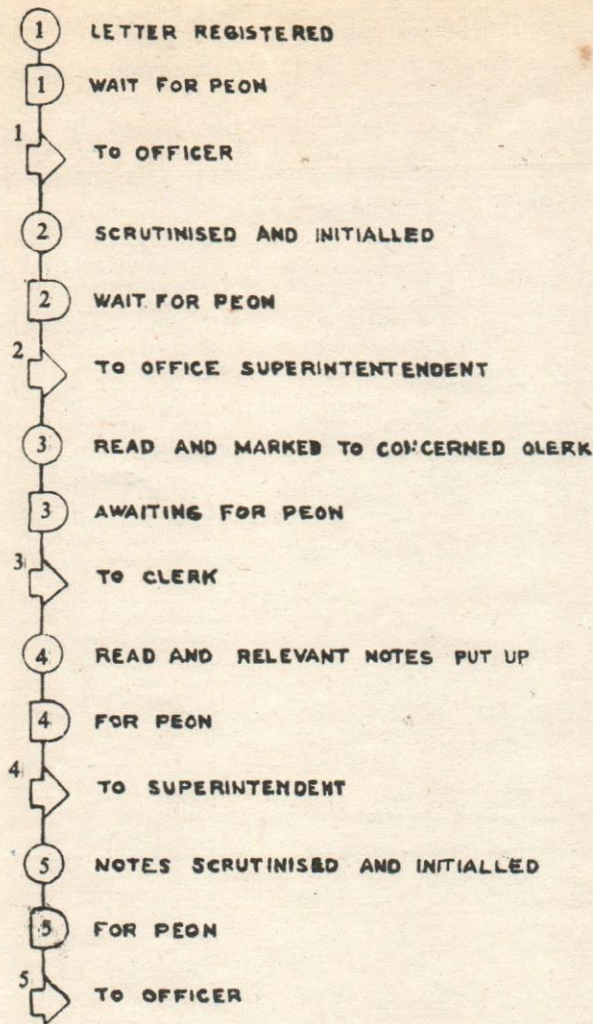 1 LETTER REGISTERED
1 WAIT FOR PEON
1 TO OFFICER
2 SCRUTINISED AND INITIALLED
2 WAIT FOR PEON
2 TO OFFICE SUPERINTENTENDENT
3 READ AND MARKED TO CONCERNED OLERK
3 AWAITING FOR PEON
3 TO CLERK
4 READ AND RELEVANT NOTES PUT UP
4 FOR PEON
4 TO SUPERINTENDENT
5 NOTES SCRUTINISED AND INITIALLED
5 FOR PEON
5 TO OFFICER